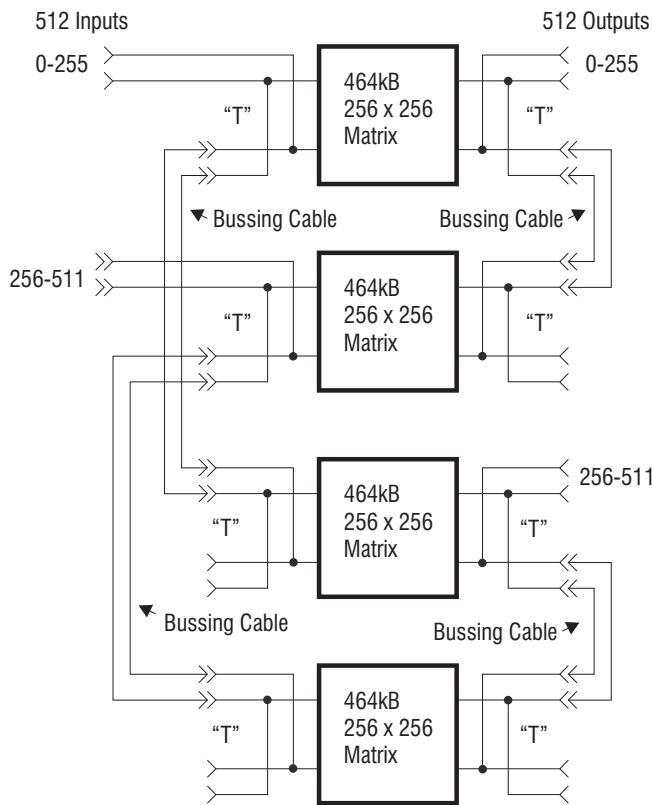 512 Inputs
512 Outputs
0-255
0-255
464kB
256 x 256
Matrix
“T”
“T”
Bussing Cable
Bussing Cable
256-511
464kB
256 x 256
Matrix
“T”
“T”
256-511
464kB
256 x 256
Matrix
“T”
“T”
Bussing Cable
Bussing Cable
464kB
256 x 256
Matrix
“T”
“T”